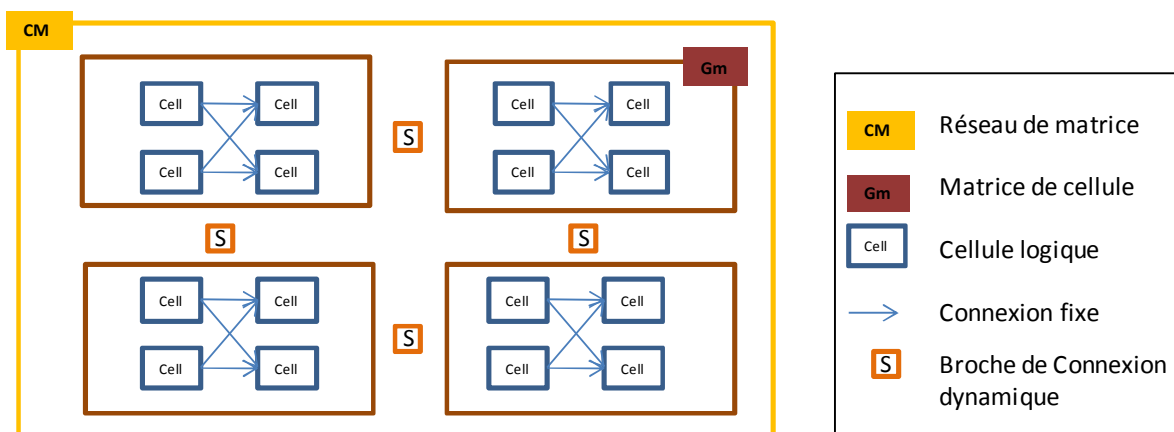 CM
Gm
Cell Cell Cell Cell
S
Cell Cell Cell Cell
S S
Cell Cell Cell Cell
S
Cell Cell Cell Cell
CM Réseau de matrice
Gm Matrice de cellule
Cell Cellule logique
Connexion fixe
S Broche de Connexion
dynamique